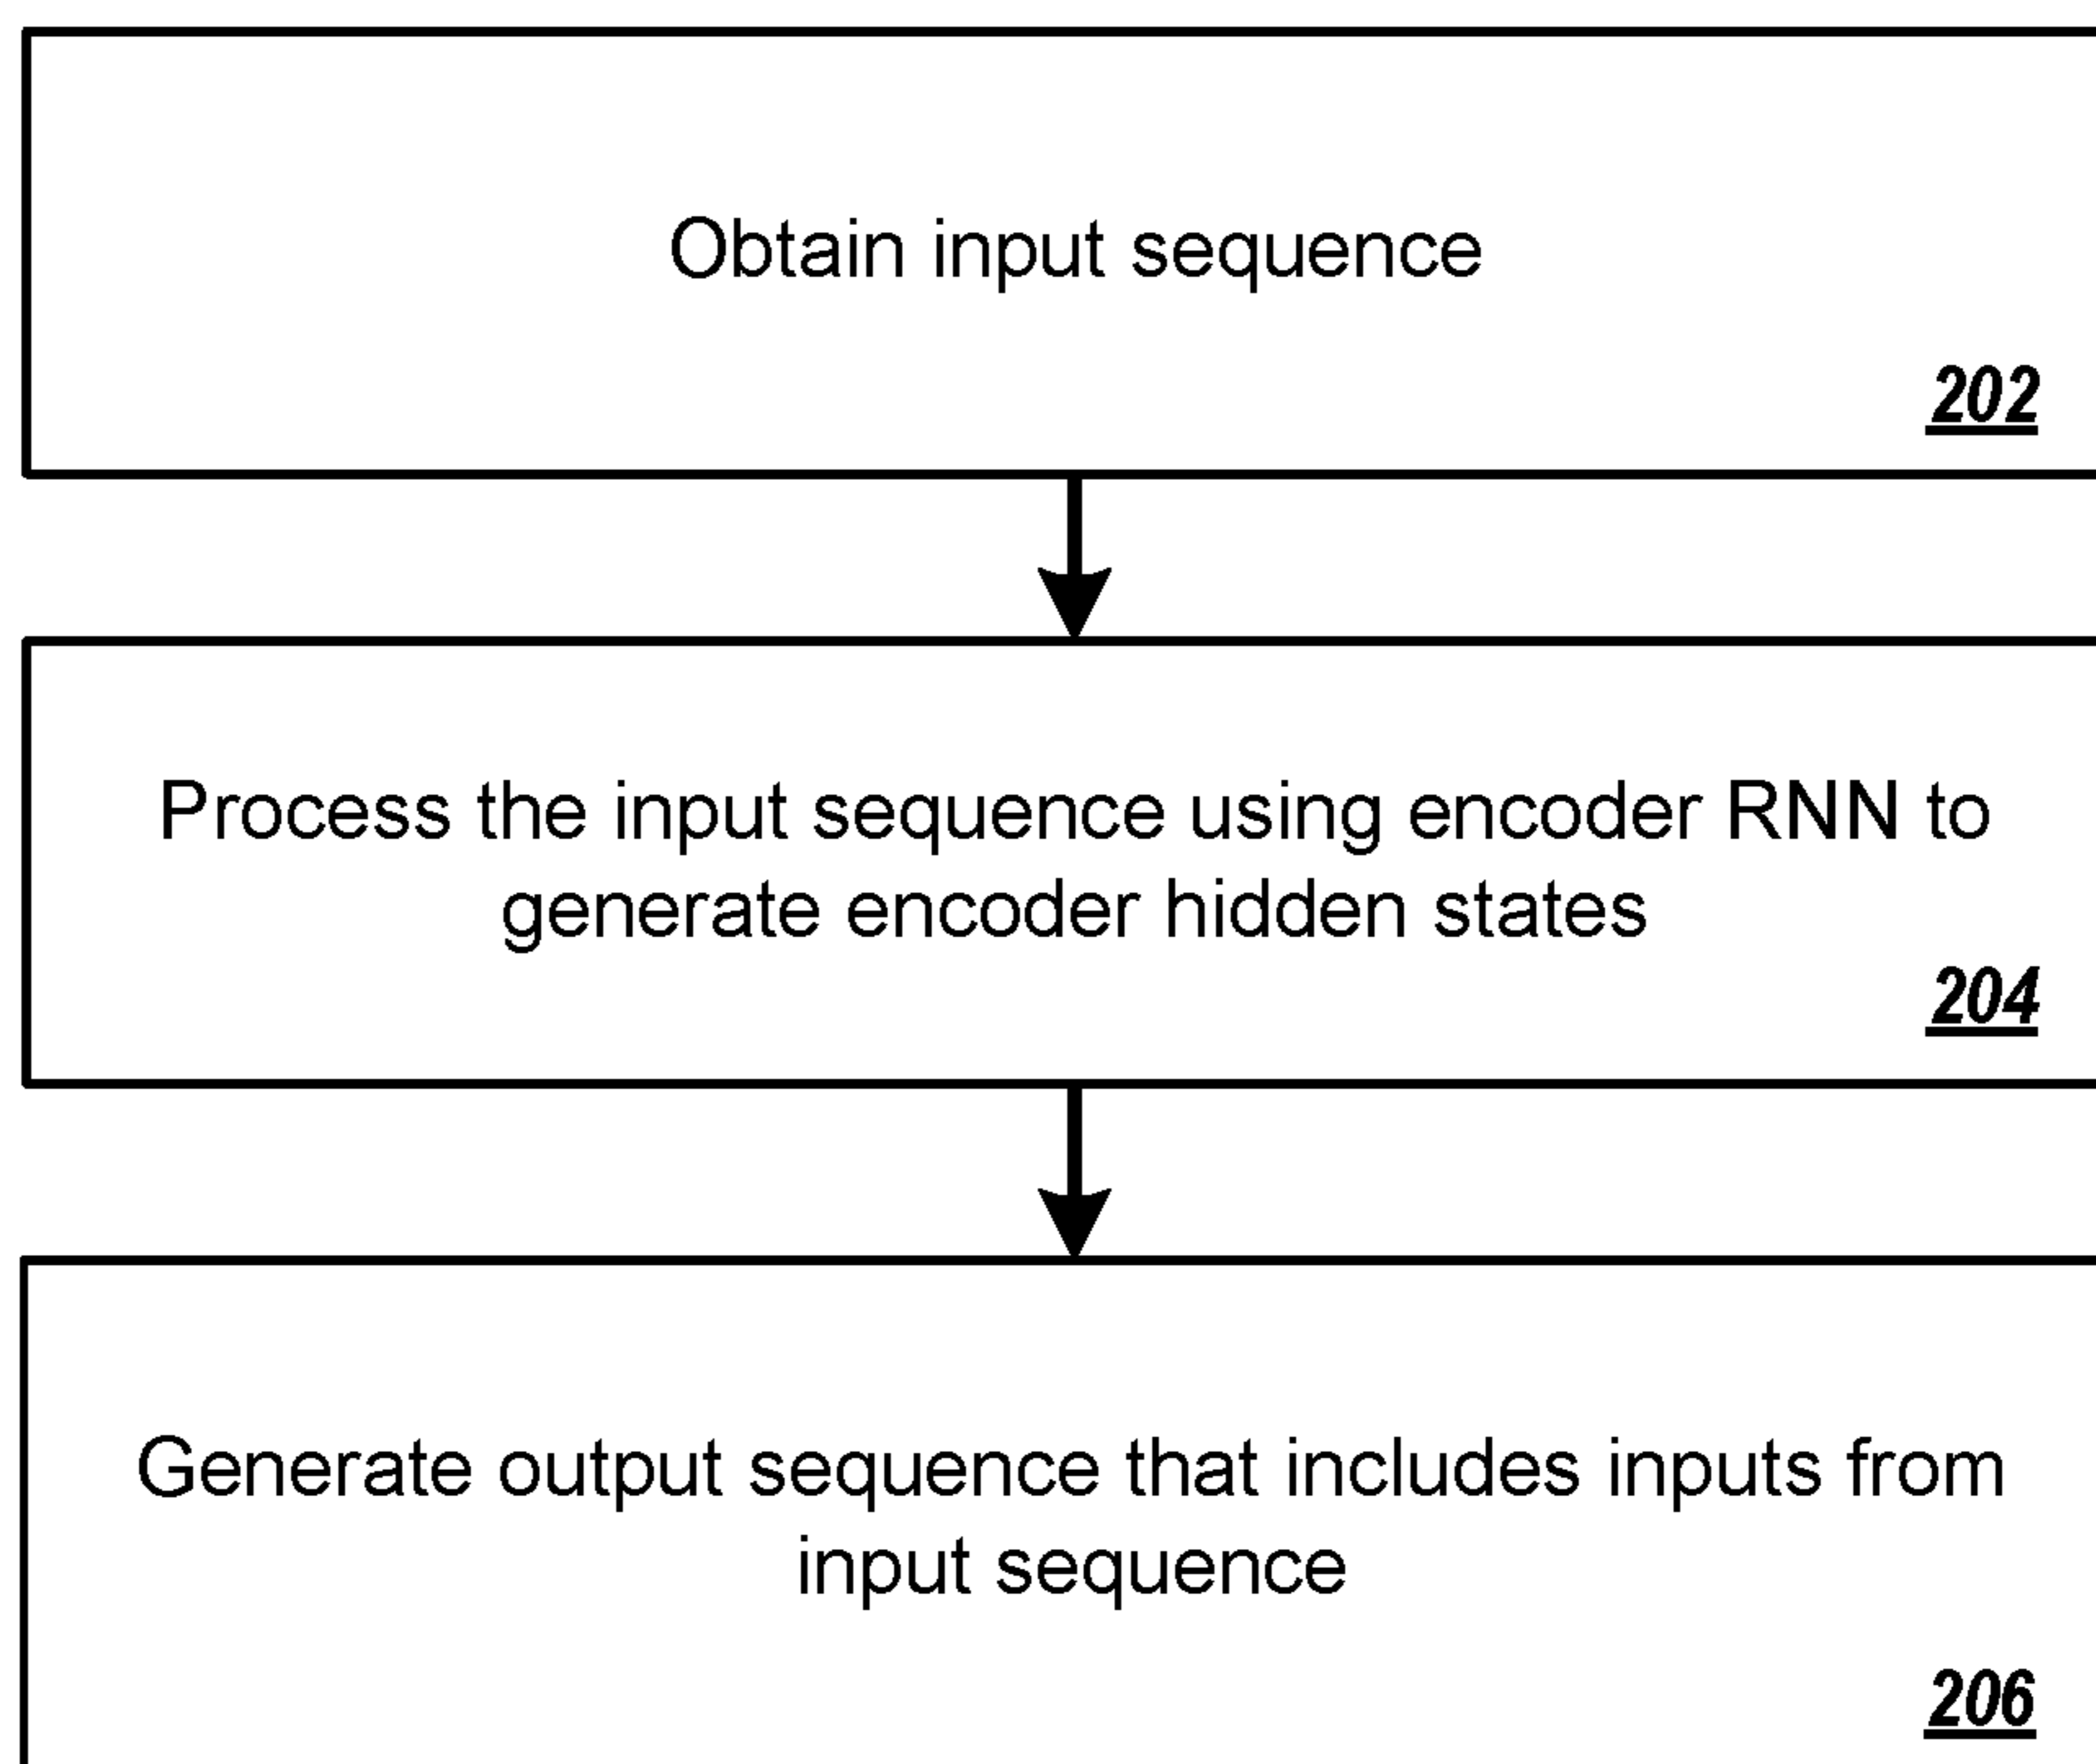 Obtain input sequence
202
Process the input sequence using encoder RNN to
generate encoder hidden states
204
Generate output sequence that includes inputs from
input sequence
206